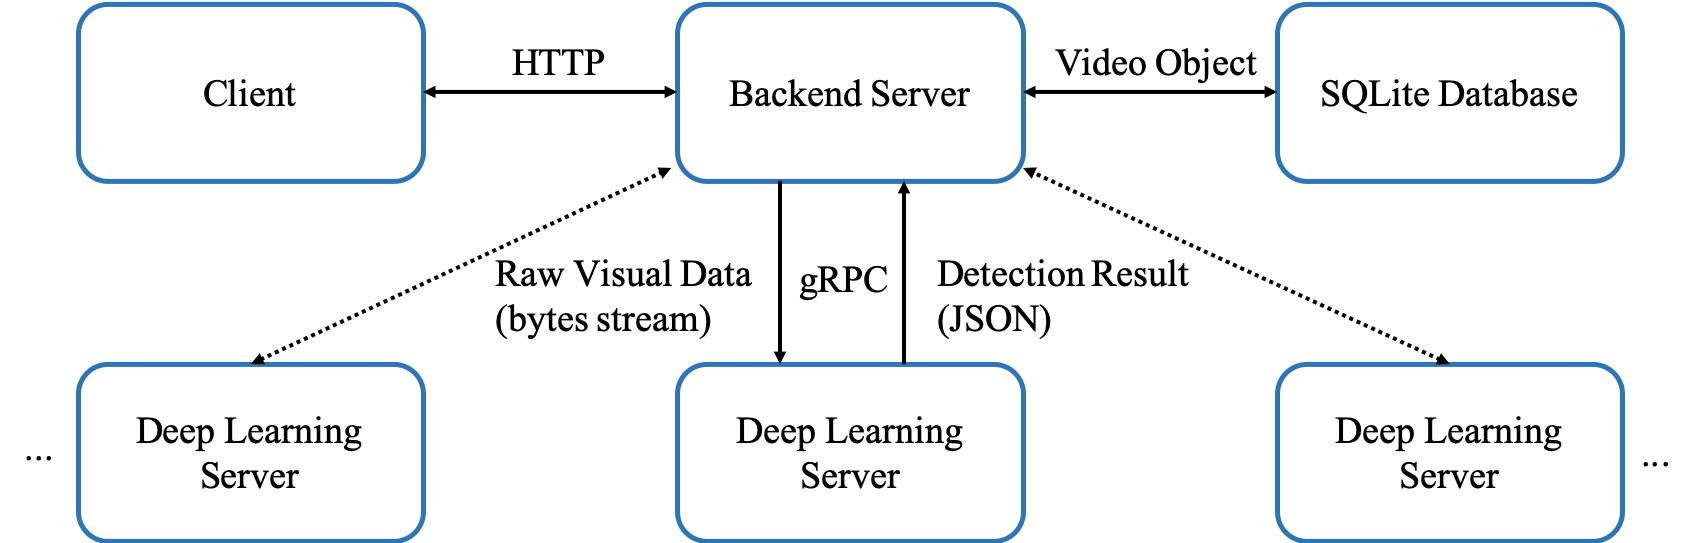 HTTP
Video Object
Client
Backend Server
SQLite Database
Raw Visual Data
(bytes stream)
gRPC
Detection Result
(JSON)
Deep Learning
Server
Deep Learning
Server
Deep Learning
Server
...
...